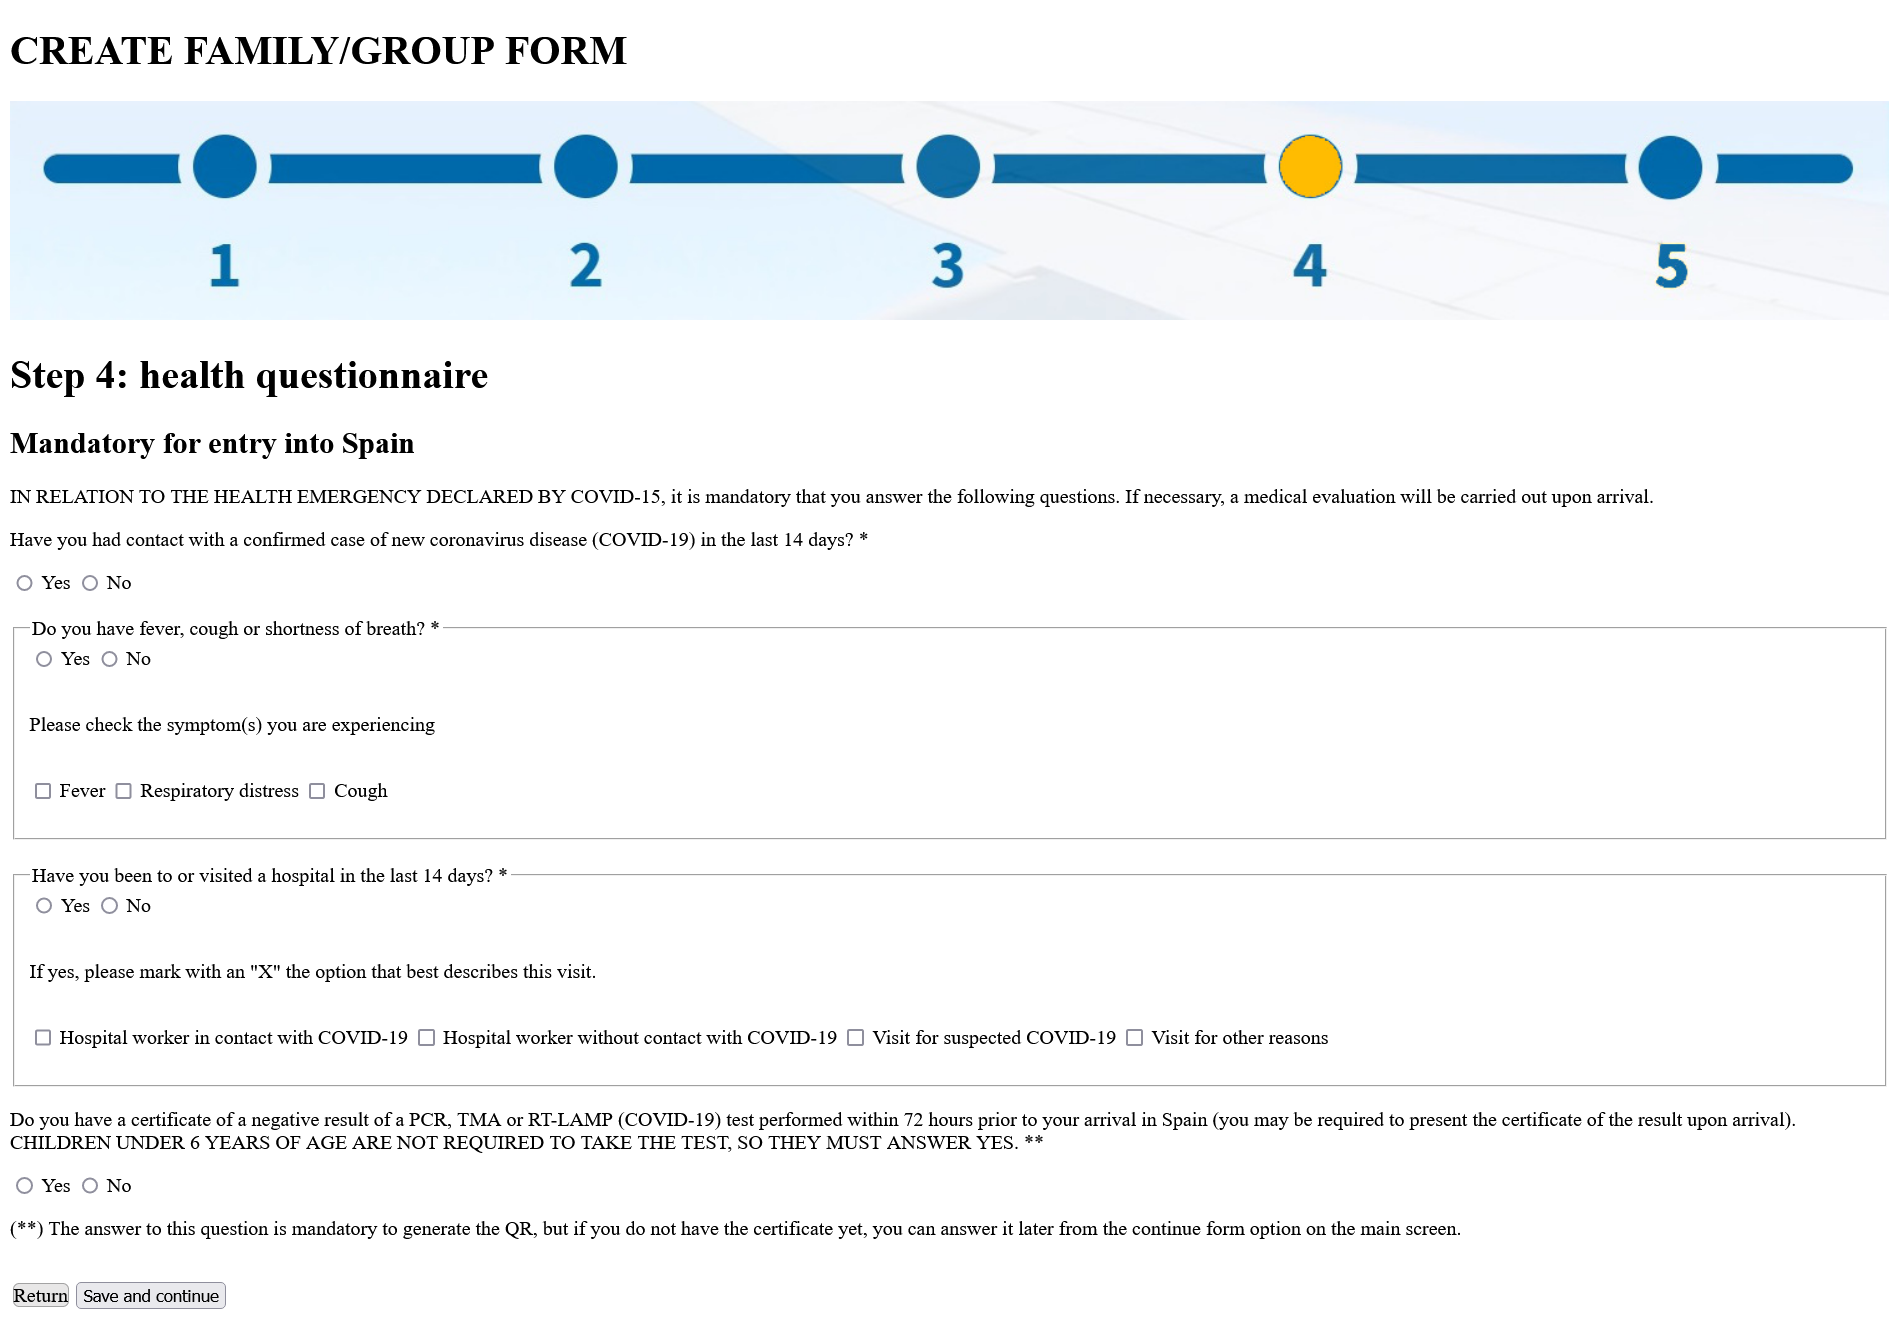 CREATE FAMILY/GROUP FORM
1 2 3 4 5
Step 4: health questionnaire
Mandatory for entry into Spain
IN RELATION TO THE HEALTH EMERGENCY DECLARED BY COVID-15, it is mandatory that you answer the following questions. If necessary, a medical evaluation will be carried out upon arrival.
Have you had contact with a confirmed case of new coronavirus disease (COVID-19) in the last 14 days? *
Yes No
Do you have fever, cough or shortness of breath? *
Yes No
Please check the symptom(s) you are experiencing
Fever Respiratory distress Cough
Have you been to or visited a hospital in the last 14 days? *
Yes No
If yes, please mark with an "X" the option that best describes this visit.
Hospital worker in contact with COVID-19 Hospital worker without contact with COVID-19 Visit for suspected COVID-19 Visit for other reasons
Do you have a certificate of a negative result of a PCR, TMA or RT-LAMP (COVID-19) test performed within 72 hours prior to your arrival in Spain (you may be required to present the certificate of the result upon arrival).
CHILDREN UNDER 6 YEARS OF AGE ARE NOT REQUIRED TO TAKE THE TEST, SO THEY MUST ANSWER YES. **
Yes No
(**) The answer to this question is mandatory to generate the QR, but if you do not have the certificate yet, you can answer it later from the continue form option on the main screen.
Return Save and continue